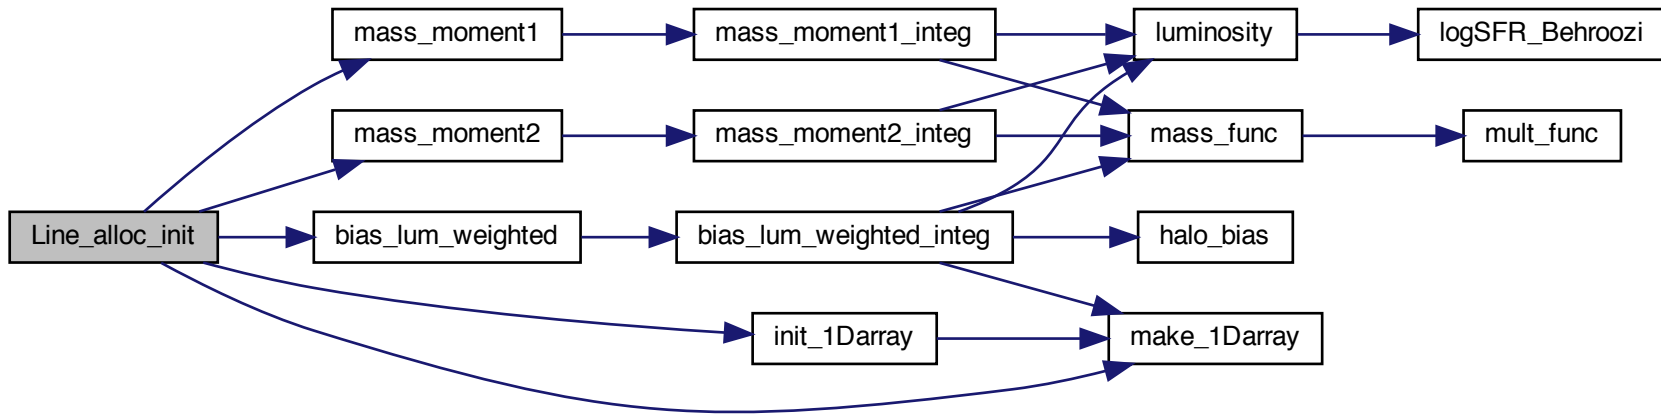 mass_moment1
mass_moment1_integ
luminosity
logSFR_Behroozi
mass_moment2
mass_moment2_integ
mass_func
mult_func
Line_alloc_init
bias_lum_weighted
bias_lum_weighted_integ
halo_bias
init_1Darray
make_1Darray